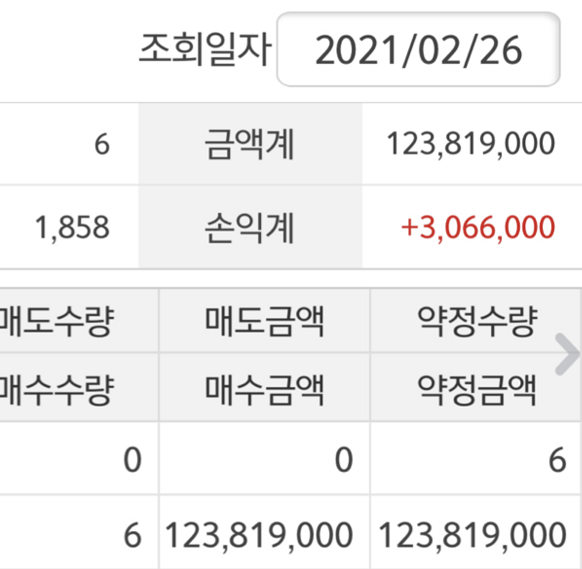 조회일자 2021/02/26
6 금액계 123,819,000
1,858 손익계 +3,066,000
매도수량 매도금액 약정수량
매수수량 매수금액 약정금액
0 0 6
6 123,819,000 123,819,000